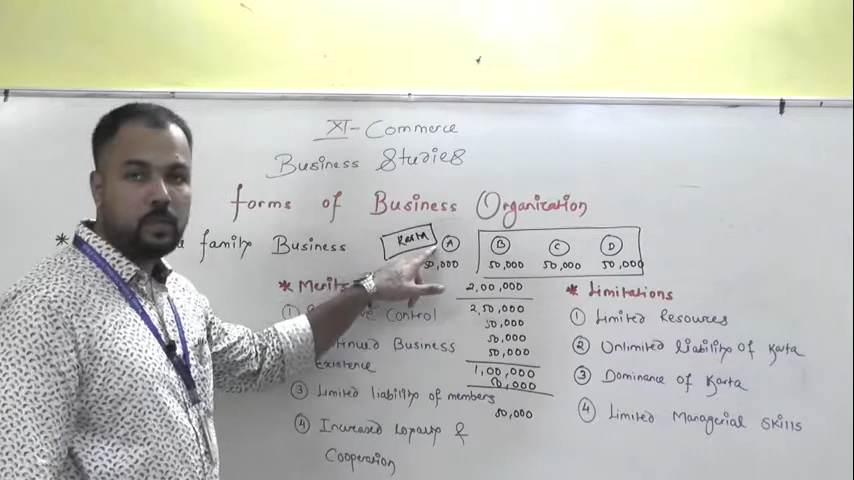 XI-Commerce
Business Studies
forms of Business Organization
* family Business Karta A B C D
50,000 50,000 50,000 50,000
* Merits 2,00,000 * Limitations
① Control 2,50,000 ① Limited Resources
50,000
Business 50,000 ② Unlimited liability of Karta
50,000
Existence 1,00,000 ③ Dominance of Karta
50,000
③ Limited liability of members
50,000 ④ Limited Managerial Skills
④ Increased loyalty &
Cooperation